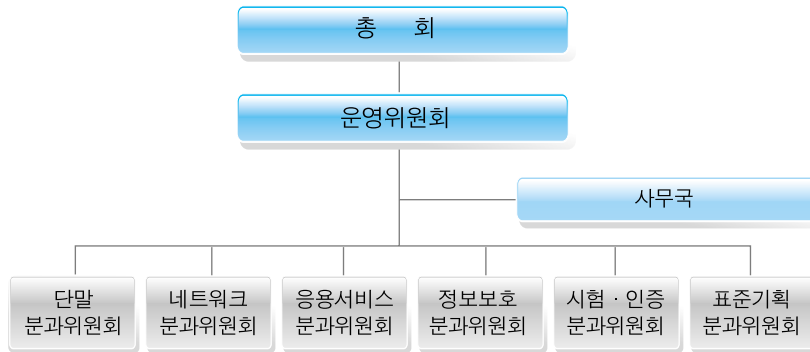 총 회
운영위원회
사무국
단말
분과위원회
네트워크
분과위원회
응용서비스
분과위원회
정보보호
분과위원회
시험 · 인증
분과위원회
표준기획
분과위원회